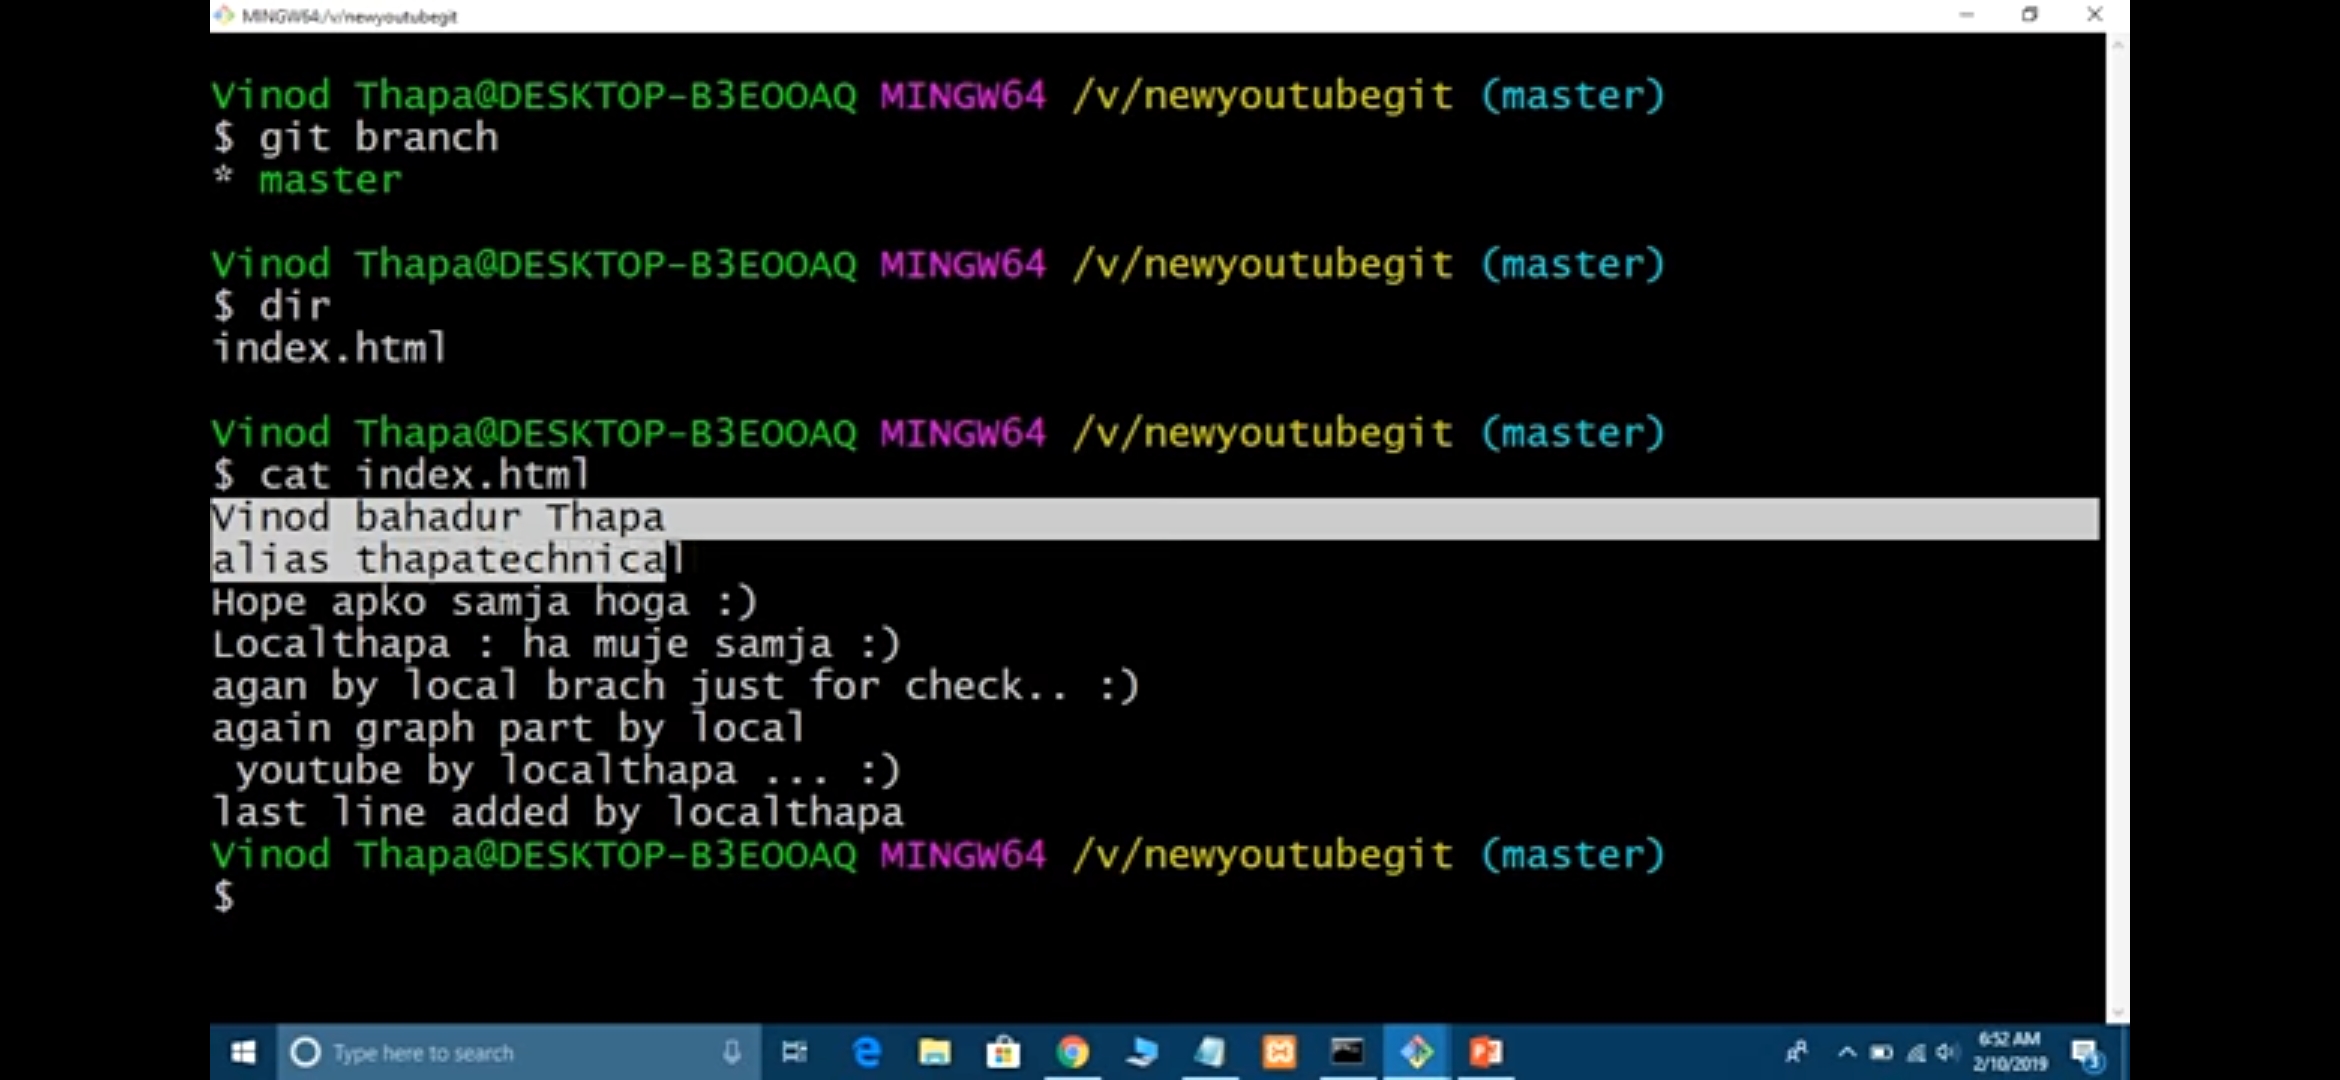 MINGW64:/v/newyoutubegit
Vinod Thapa@DESKTOP-B3EOOAQ MINGW64 /v/newyoutubegit (master)
$ git branch
* master
Vinod Thapa@DESKTOP-B3EOOAQ MINGW64 /v/newyoutubegit (master)
$ dir
index.html
Vinod Thapa@DESKTOP-B3EOOAQ MINGW64 /v/newyoutubegit (master)
$ cat index.html
Vinod bahadur Thapa
alias thapatechnical
Hope apko samja hoga :)
Localthapa : ha muje samja :)
agan by local brach just for check.. :)
again graph part by local
 youtube by localthapa ... :)
last line added by localthapa
Vinod Thapa@DESKTOP-B3EOOAQ MINGW64 /v/newyoutubegit (master)
$
Type here to search
6:52 AM
2/10/2019
3